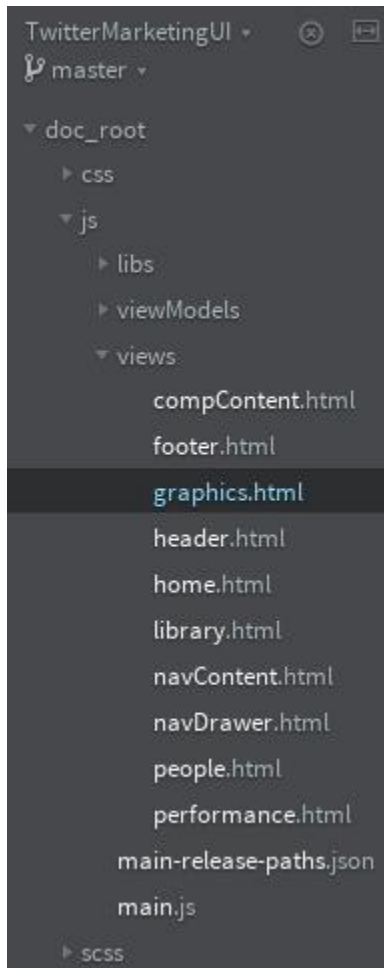 TwitterMarketingUI
master
doc_root
css
js
libs
viewModels
views
compContent.html
footer.html
graphics.html
header.html
home.html
library.html
navContent.html
navDrawer.html
people.html
performance.html
main-release-paths.json
main.js
scss